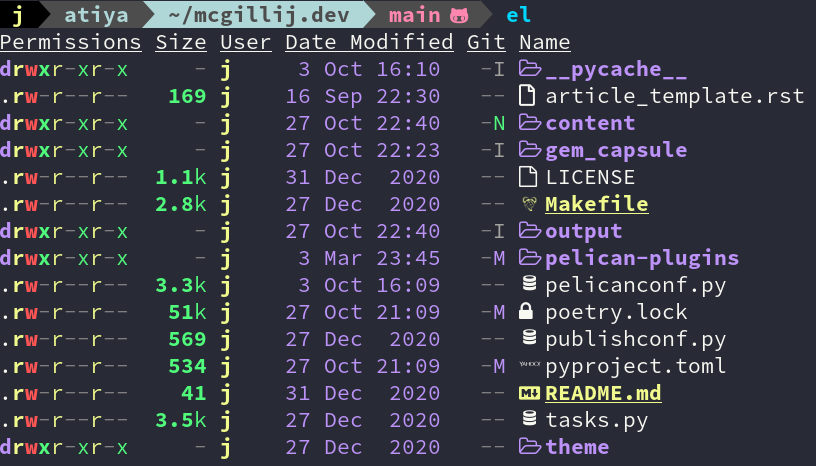 j atiya ~/mcgillij.dev main el
Permissions Size User Date Modified Git Name
drwxr-xr-x - j 3 Oct 16:10 -I __pycache__
.rw-r--r-- 169 j 16 Sep 22:30 -- article_template.rst
drwxr-xr-x - j 27 Oct 22:40 -N content
drwxr-xr-x - j 27 Oct 22:23 -I gem_capsule
.rw-r--r-- 1.1k j 31 Dec 2020 -- LICENSE
.rw-r--r-- 2.8k j 27 Dec 2020 -- Makefile
drwxr-xr-x - j 27 Oct 22:40 -I output
drwxr-xr-x - j 3 Mar 23:45 -M pelican-plugins
.rw-r--r-- 3.3k j 3 Oct 16:09 -- pelicanconf.py
.rw-r--r-- 51k j 27 Oct 21:09 -M poetry.lock
.rw-r--r-- 569 j 27 Dec 2020 -- publishconf.py
.rw-r--r-- 534 j 27 Oct 21:09 -M YAHOO! pyproject.toml
.rw-r--r-- 41 j 31 Dec 2020 -- M README.md
.rw-r--r-- 3.5k j 27 Dec 2020 -- tasks.py
drwxr-xr-x - j 27 Dec 2020 -- theme